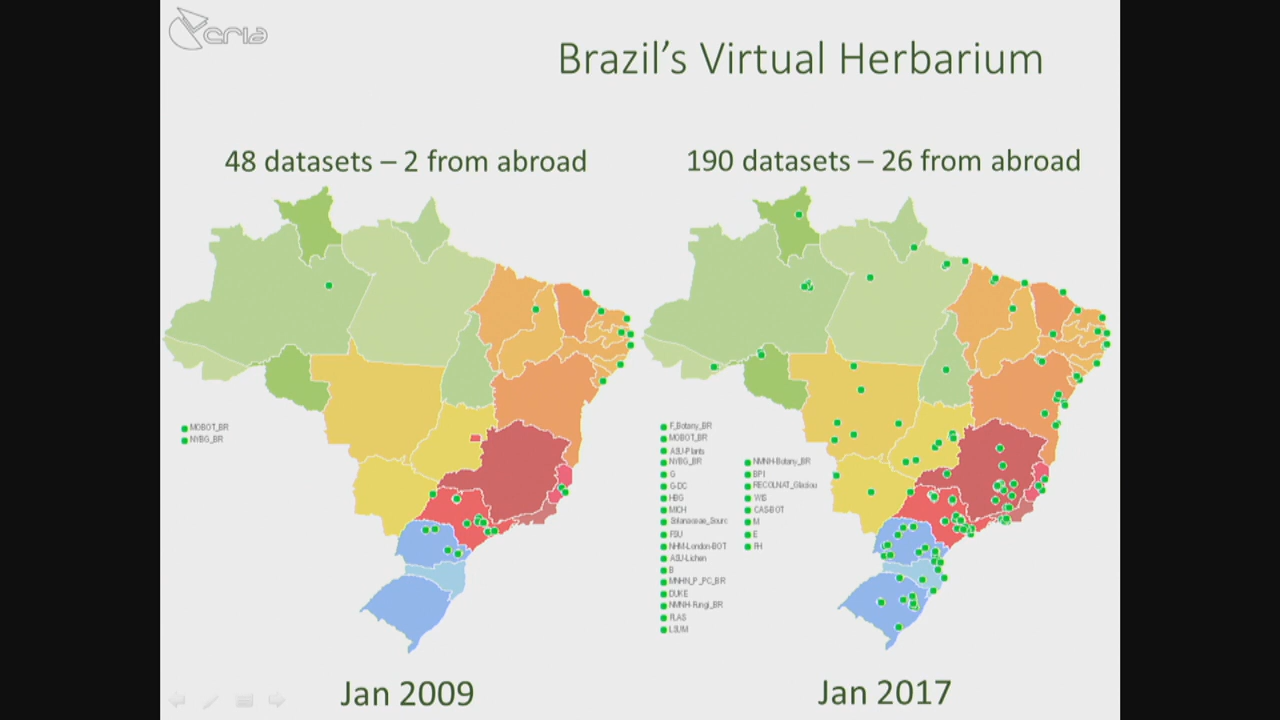 cria
Brazil's Virtual Herbarium
48 datasets – 2 from abroad
190 datasets – 26 from abroad
MOBOT_BR
NYBG_BR
F_Botany_BR
MOBOT_BR
ASU-Plants
NYBG_BR
G
G-DC
HBG
MICH
Solanaceae_Sourc
FSU
NHM-London-BOT
ASU-Lichen
B
MNHN_P_PC_BR
DUKE
NMNH-Fungi_BR
FLAS
LSUM
NMNH-Botany_BR
BPI
RECOLNAT_Glaziou
WIS
CAS-BOT
M
E
FH
Jan 2009
Jan 2017